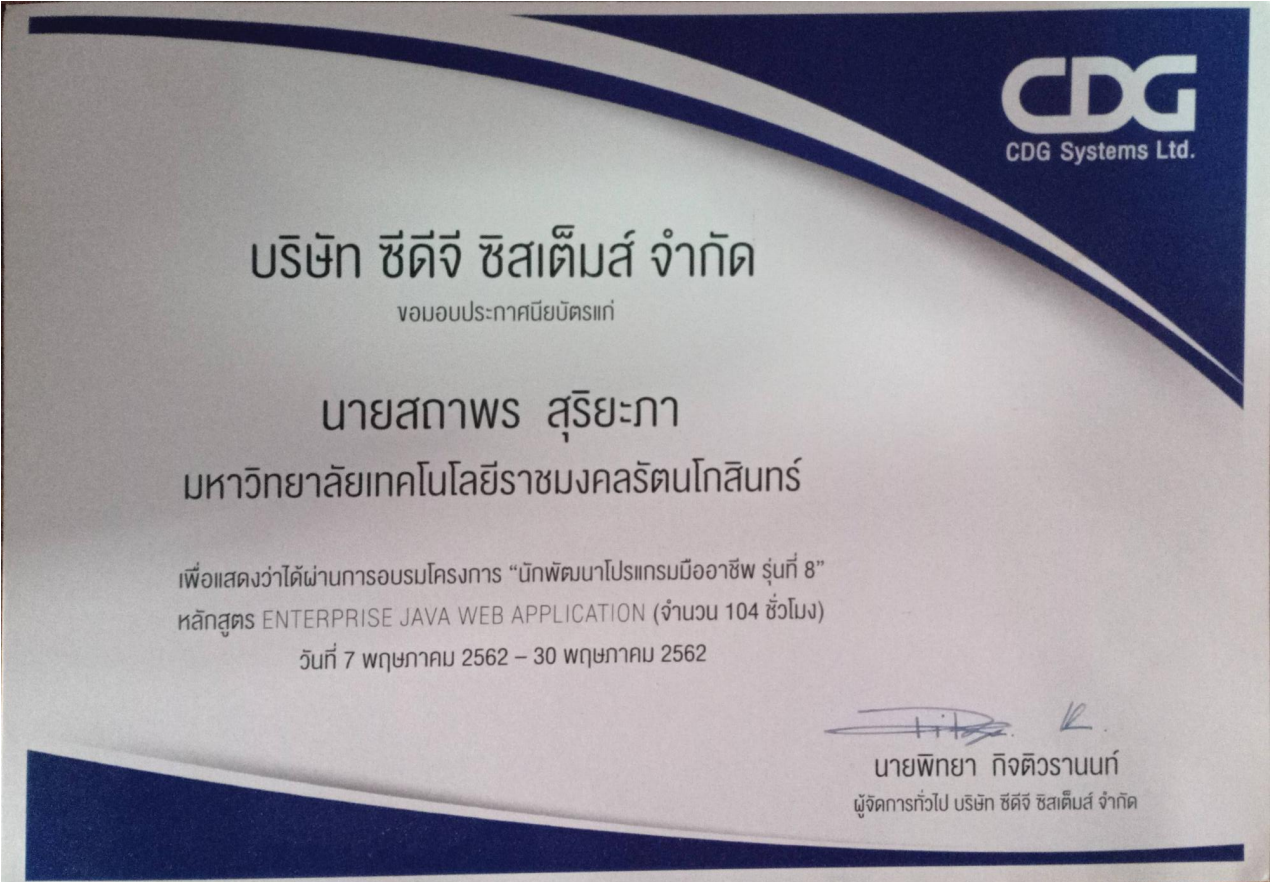 CDG
CDG Systems Ltd.
บริษัท ซีดีจี ซิสเต็มส์ จำกัด
ขอมอบประกาศนียบัตรแก่
นายสถาพร สุริยะภา
มหาวิทยาลัยเทคโนโลยีราชมงคลรัตนโกสินทร์
เพื่อแสดงว่าได้ผ่านการอบรมโครงการ “นักพัฒนาโปรแกรมมืออาชีพ รุ่นที่ 8”
หลักสูตร ENTERPRISE JAVA WEB APPLICATION (จำนวน 104 ชั่วโมง)
วันที่ 7 พฤษภาคม 2562 – 30 พฤษภาคม 2562
นายพิทยา กิจติวรานนท์
ผู้จัดการทั่วไป บริษัท ซีดีจี ซิสเต็มส์ จำกัด